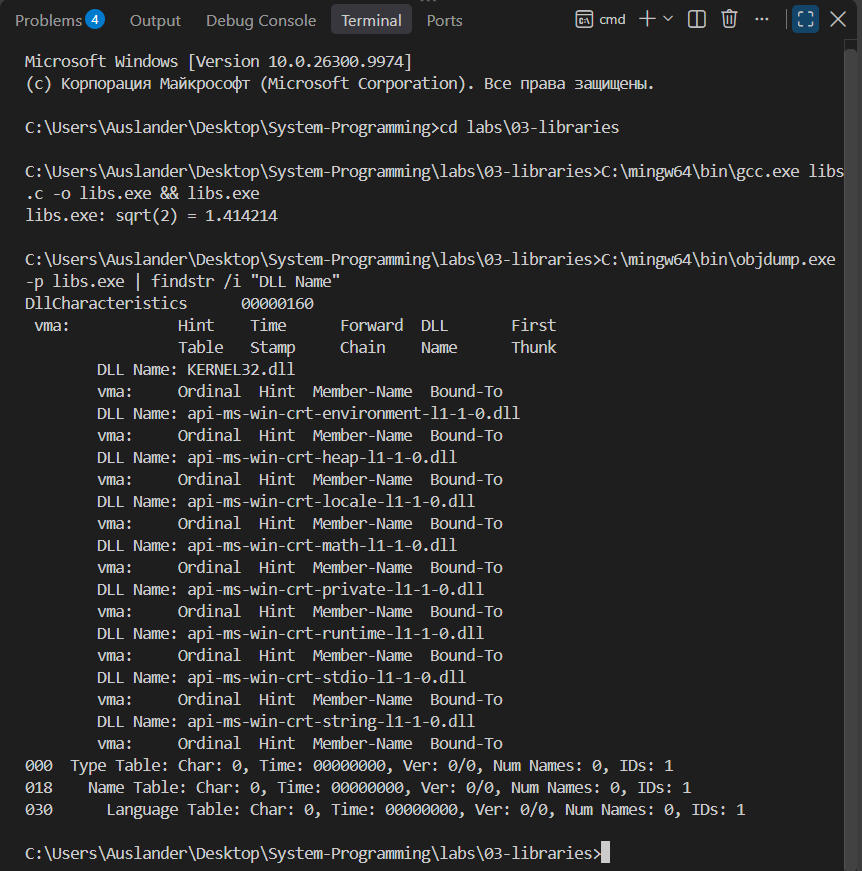 Problems 4 Output Debug Console Terminal Ports cmd
Microsoft Windows [Version 10.0.26300.9974]
(c) Корпорация Майкрософт (Microsoft Corporation). Все права защищены.
C:\Users\Auslander\Desktop\System-Programming>cd labs\03-libraries
C:\Users\Auslander\Desktop\System-Programming\labs\03-libraries>C:\mingw64\bin\gcc.exe libs
.c -o libs.exe && libs.exe
libs.exe: sqrt(2) = 1.414214
C:\Users\Auslander\Desktop\System-Programming\labs\03-libraries>C:\mingw64\bin\objdump.exe
-p libs.exe | findstr /i "DLL Name"
DllCharacteristics      00000160
 vma:            Hint    Time      Forward  DLL       First
                 Table   Stamp     Chain    Name      Thunk
        DLL Name: KERNEL32.dll
        vma:     Ordinal  Hint  Member-Name  Bound-To
        DLL Name: api-ms-win-crt-environment-l1-1-0.dll
        vma:     Ordinal  Hint  Member-Name  Bound-To
        DLL Name: api-ms-win-crt-heap-l1-1-0.dll
        vma:     Ordinal  Hint  Member-Name  Bound-To
        DLL Name: api-ms-win-crt-locale-l1-1-0.dll
        vma:     Ordinal  Hint  Member-Name  Bound-To
        DLL Name: api-ms-win-crt-math-l1-1-0.dll
        vma:     Ordinal  Hint  Member-Name  Bound-To
        DLL Name: api-ms-win-crt-private-l1-1-0.dll
        vma:     Ordinal  Hint  Member-Name  Bound-To
        DLL Name: api-ms-win-crt-runtime-l1-1-0.dll
        vma:     Ordinal  Hint  Member-Name  Bound-To
        DLL Name: api-ms-win-crt-stdio-l1-1-0.dll
        vma:     Ordinal  Hint  Member-Name  Bound-To
        DLL Name: api-ms-win-crt-string-l1-1-0.dll
        vma:     Ordinal  Hint  Member-Name  Bound-To
000  Type Table: Char: 0, Time: 00000000, Ver: 0/0, Num Names: 0, IDs: 1
018    Name Table: Char: 0, Time: 00000000, Ver: 0/0, Num Names: 0, IDs: 1
030      Language Table: Char: 0, Time: 00000000, Ver: 0/0, Num Names: 0, IDs: 1
C:\Users\Auslander\Desktop\System-Programming\labs\03-libraries>